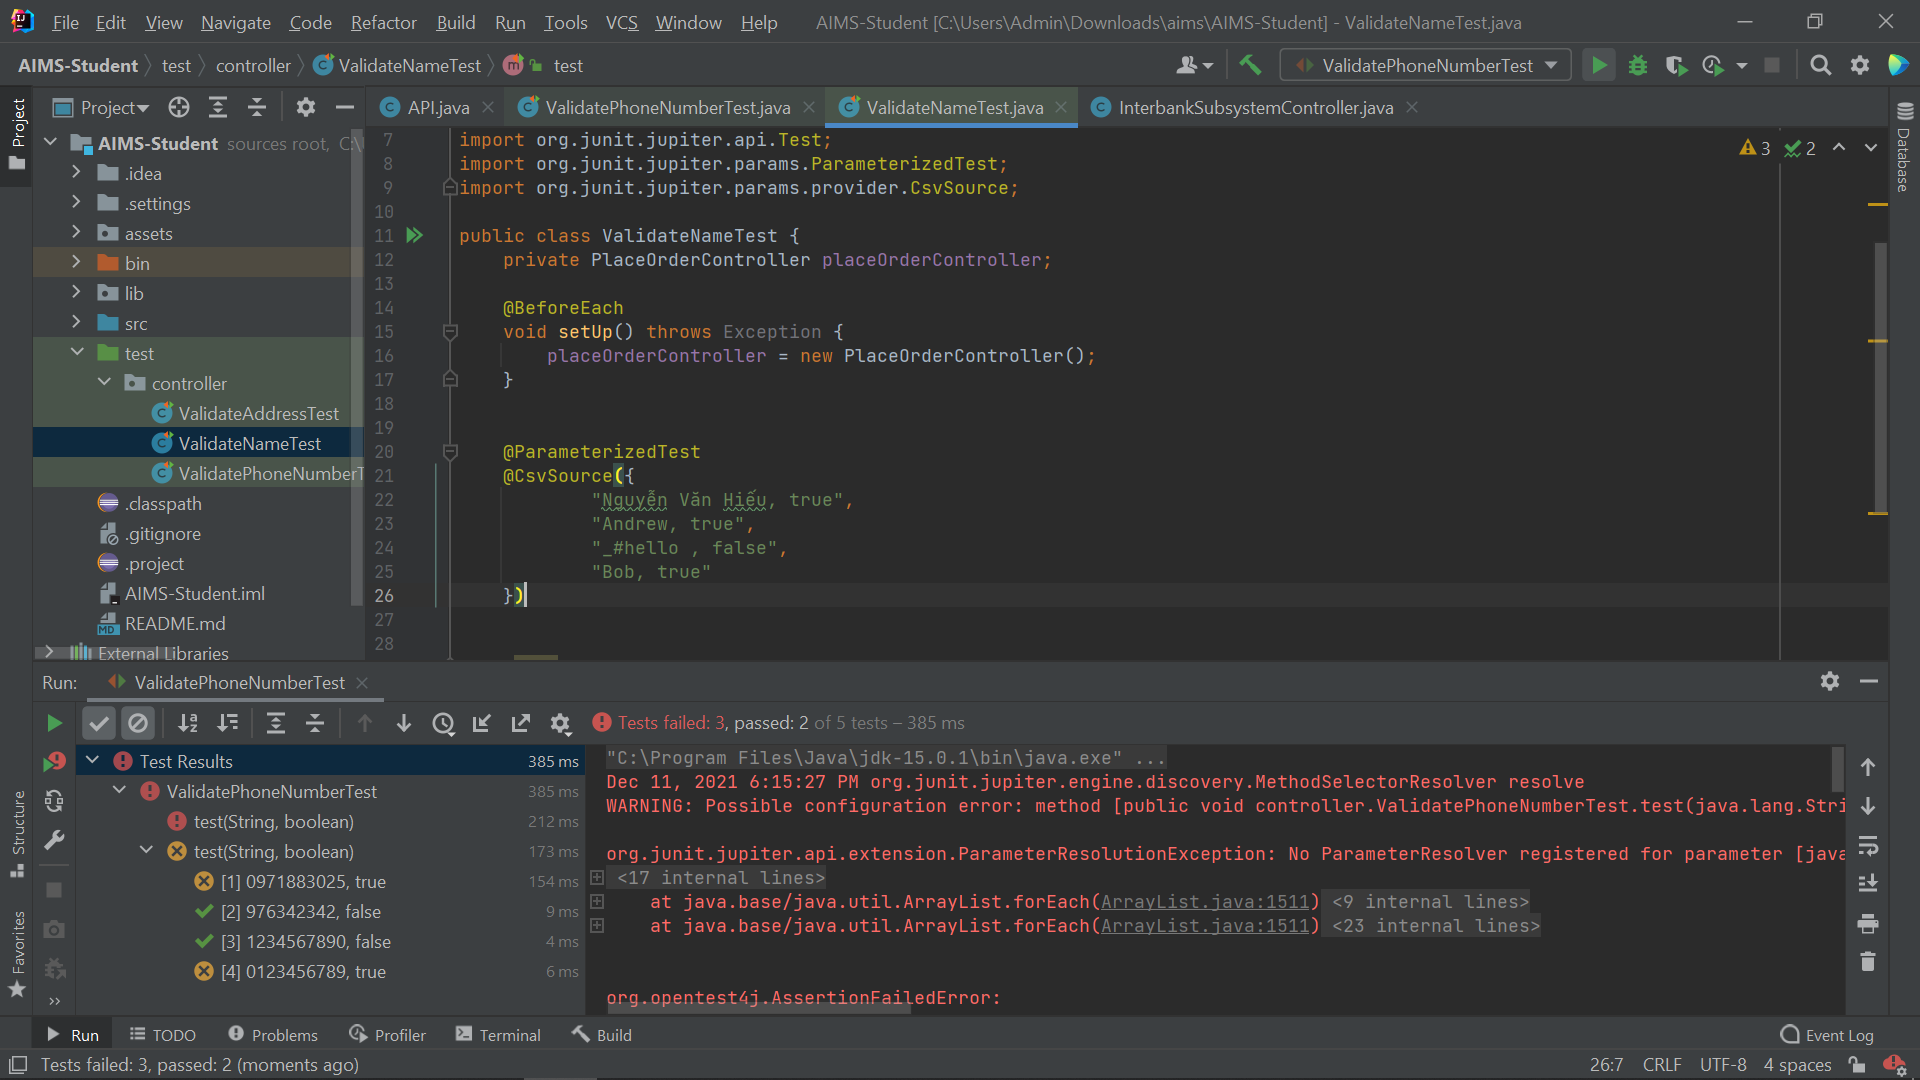 File Edit View Navigate Code Refactor Build Run Tools VCS Window Help AIMS-Student [C:\Users\Admin\Downloads\aims\AIMS-Student] - ValidateNameTest.java
AIMS-Student test controller ValidateNameTest test
ValidatePhoneNumberTest
Project
API.java ValidatePhoneNumberTest.java ValidateNameTest.java InterbankSubsystemController.java
Project
Database
AIMS-Student sources root, C:\
.idea
.settings
assets
bin
lib
src
test
controller
ValidateAddressTest
ValidateNameTest
ValidatePhoneNumberT
.classpath
.gitignore
.project
AIMS-Student.iml
README.md
External Libraries
3 2
7 import org.junit.jupiter.api.Test;
8 import org.junit.jupiter.params.ParameterizedTest;
9 import org.junit.jupiter.params.provider.CsvSource;
10
11 public class ValidateNameTest {
12 private PlaceOrderController placeOrderController;
13
14 @BeforeEach
15 void setUp() throws Exception {
16 placeOrderController = new PlaceOrderController();
17 }
18
19
20 @ParameterizedTest
21 @CsvSource({
22 "Nguyễn Văn Hiếu, true",
23 "Andrew, true",
24 "_#hello , false",
25 "Bob, true"
26 })
27
28
Run: ValidatePhoneNumberTest
Tests failed: 3, passed: 2 of 5 tests – 385 ms
Test Results 385 ms
ValidatePhoneNumberTest 385 ms
test(String, boolean) 212 ms
test(String, boolean) 173 ms
[1] 0971883025, true 154 ms
[2] 976342342, false 9 ms
[3] 1234567890, false 4 ms
[4] 0123456789, true 6 ms
"C:\Program Files\Java\jdk-15.0.1\bin\java.exe" ...
Dec 11, 2021 6:15:27 PM org.junit.jupiter.engine.discovery.MethodSelectorResolver resolve
WARNING: Possible configuration error: method [public void controller.ValidatePhoneNumberTest.test(java.lang.Stri
org.junit.jupiter.api.extension.ParameterResolutionException: No ParameterResolver registered for parameter [java
<17 internal lines>
at java.base/java.util.ArrayList.forEach(ArrayList.java:1511) <9 internal lines>
at java.base/java.util.ArrayList.forEach(ArrayList.java:1511) <23 internal lines>
org.opentest4j.AssertionFailedError:
Structure
Favorites
Run TODO Problems Profiler Terminal Build Event Log
Tests failed: 3, passed: 2 (moments ago) 26:7 CRLF UTF-8 4 spaces